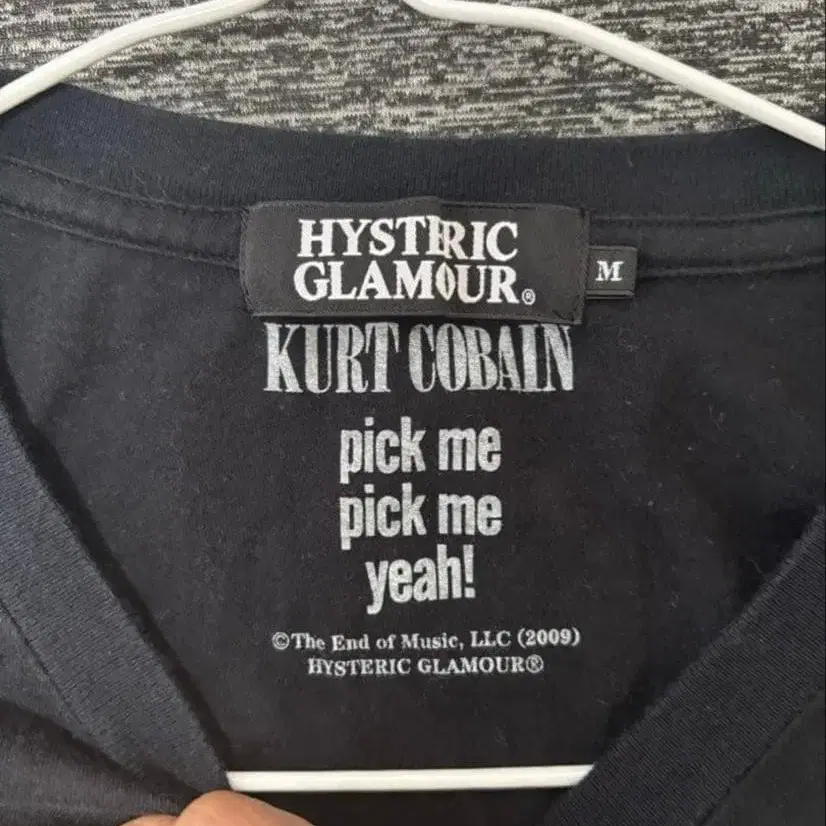 HYSTERIC
GLAMOUR®
M
KURT COBAIN
pick me
pick me
yeah!
©The End of Music, LLC (2009)
HYSTERIC GLAMOUR®